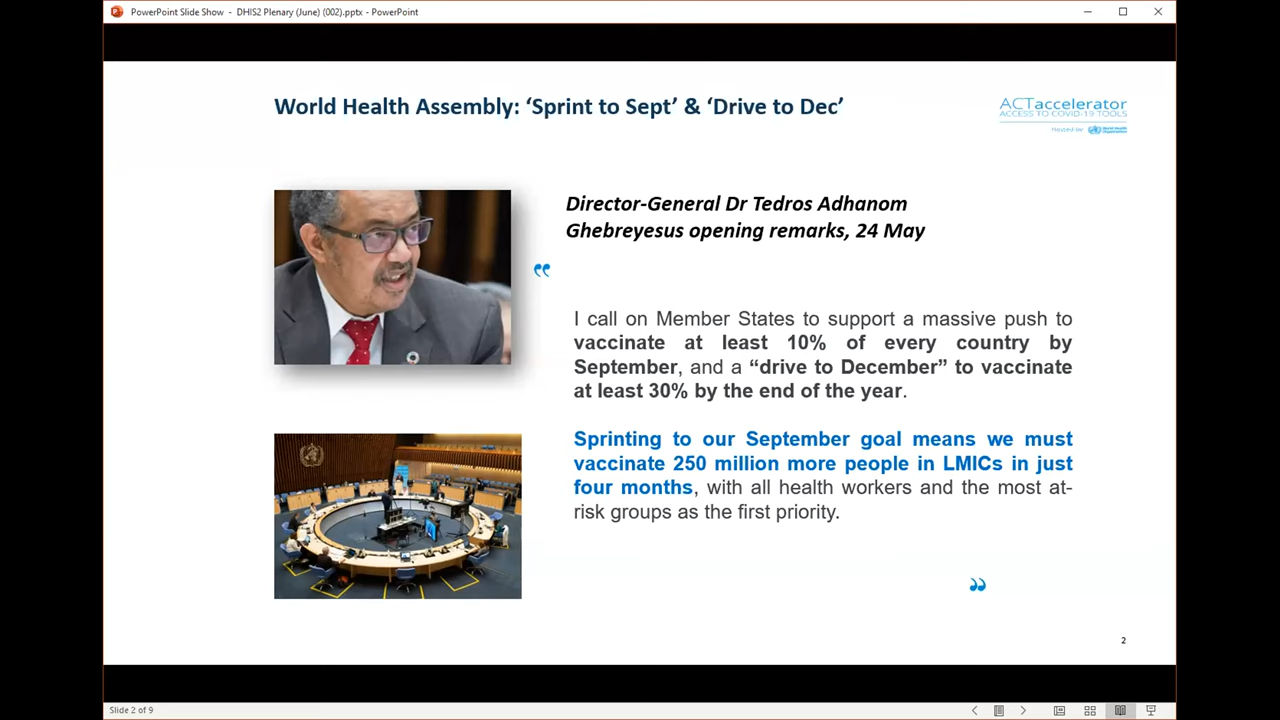 PowerPoint Slide Show - DHIS2 Plenary (June) (002).pptx - PowerPoint
World Health Assembly: ‘Sprint to Sept’ & ‘Drive to Dec’
ACTaccelerator
ACCESS TO COVID-19 TOOLS
Hosted by World Health Organization
Director-General Dr Tedros Adhanom
Ghebreyesus opening remarks, 24 May
“
I call on Member States to support a massive push to
vaccinate at least 10% of every country by
September, and a “drive to December” to vaccinate
at least 30% by the end of the year.
Sprinting to our September goal means we must
vaccinate 250 million more people in LMICs in just
four months, with all health workers and the most at-
risk groups as the first priority.
”
2
Slide 2 of 9